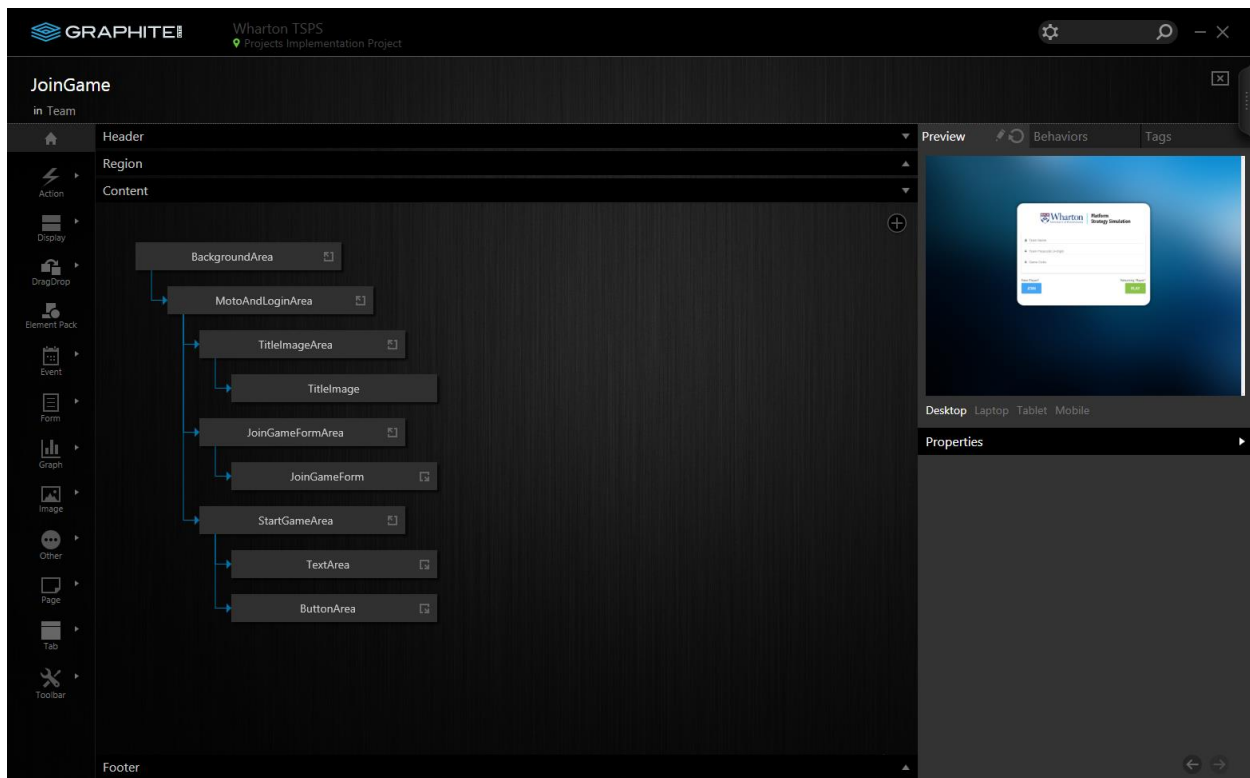 GRAPHITE
Wharton TSPS
Projects Implementation Project
JoinGame
in Team
Action
Display
DragDrop
Element Pack
Event
Form
Graph
Image
Other
Page
Tab
Toolbar
Header
Region
Content
BackgroundArea
MotoAndLoginArea
TitleImageArea
TitleImage
JoinGameFormArea
JoinGameForm
StartGameArea
TextArea
ButtonArea
Footer
Preview Behaviors Tags
Wharton
Platform
Strategy Simulation
Desktop Laptop Tablet Mobile
Properties